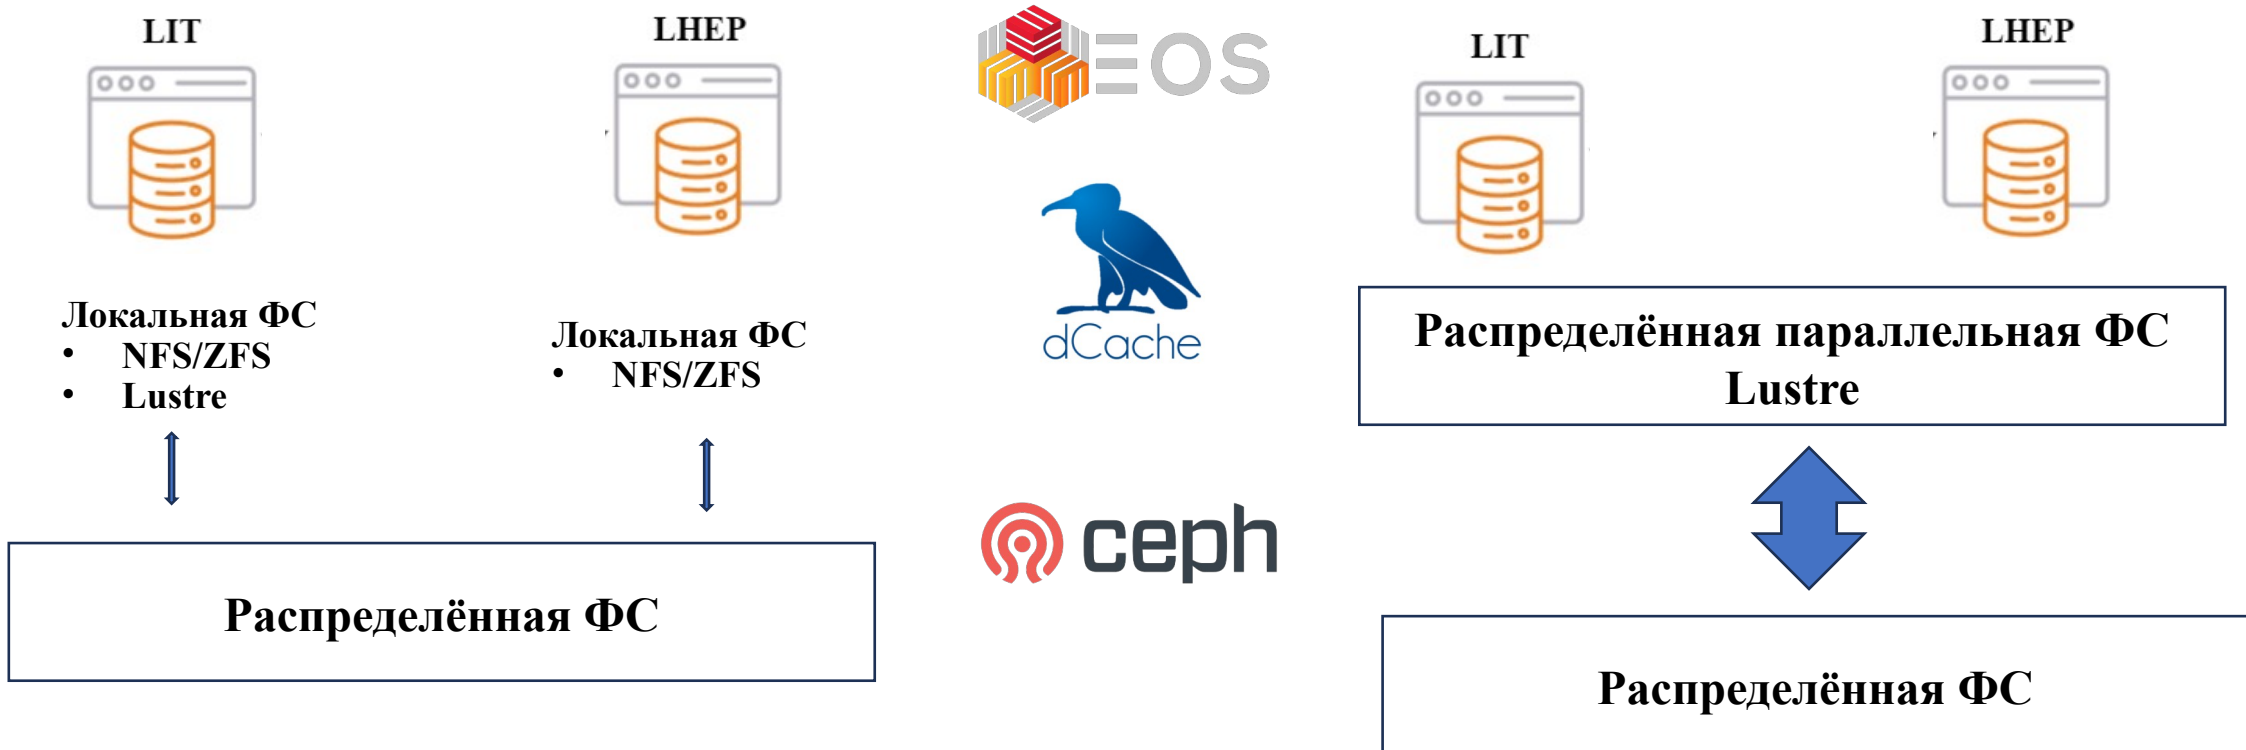 LIT
LHEP
Локальная ФС
• NFS/ZFS
• Lustre
Локальная ФС
• NFS/ZFS
Распределённая ФС
EOS
dCache
ceph
LIT
LHEP
Распределённая параллельная ФС
Lustre
Распределённая ФС